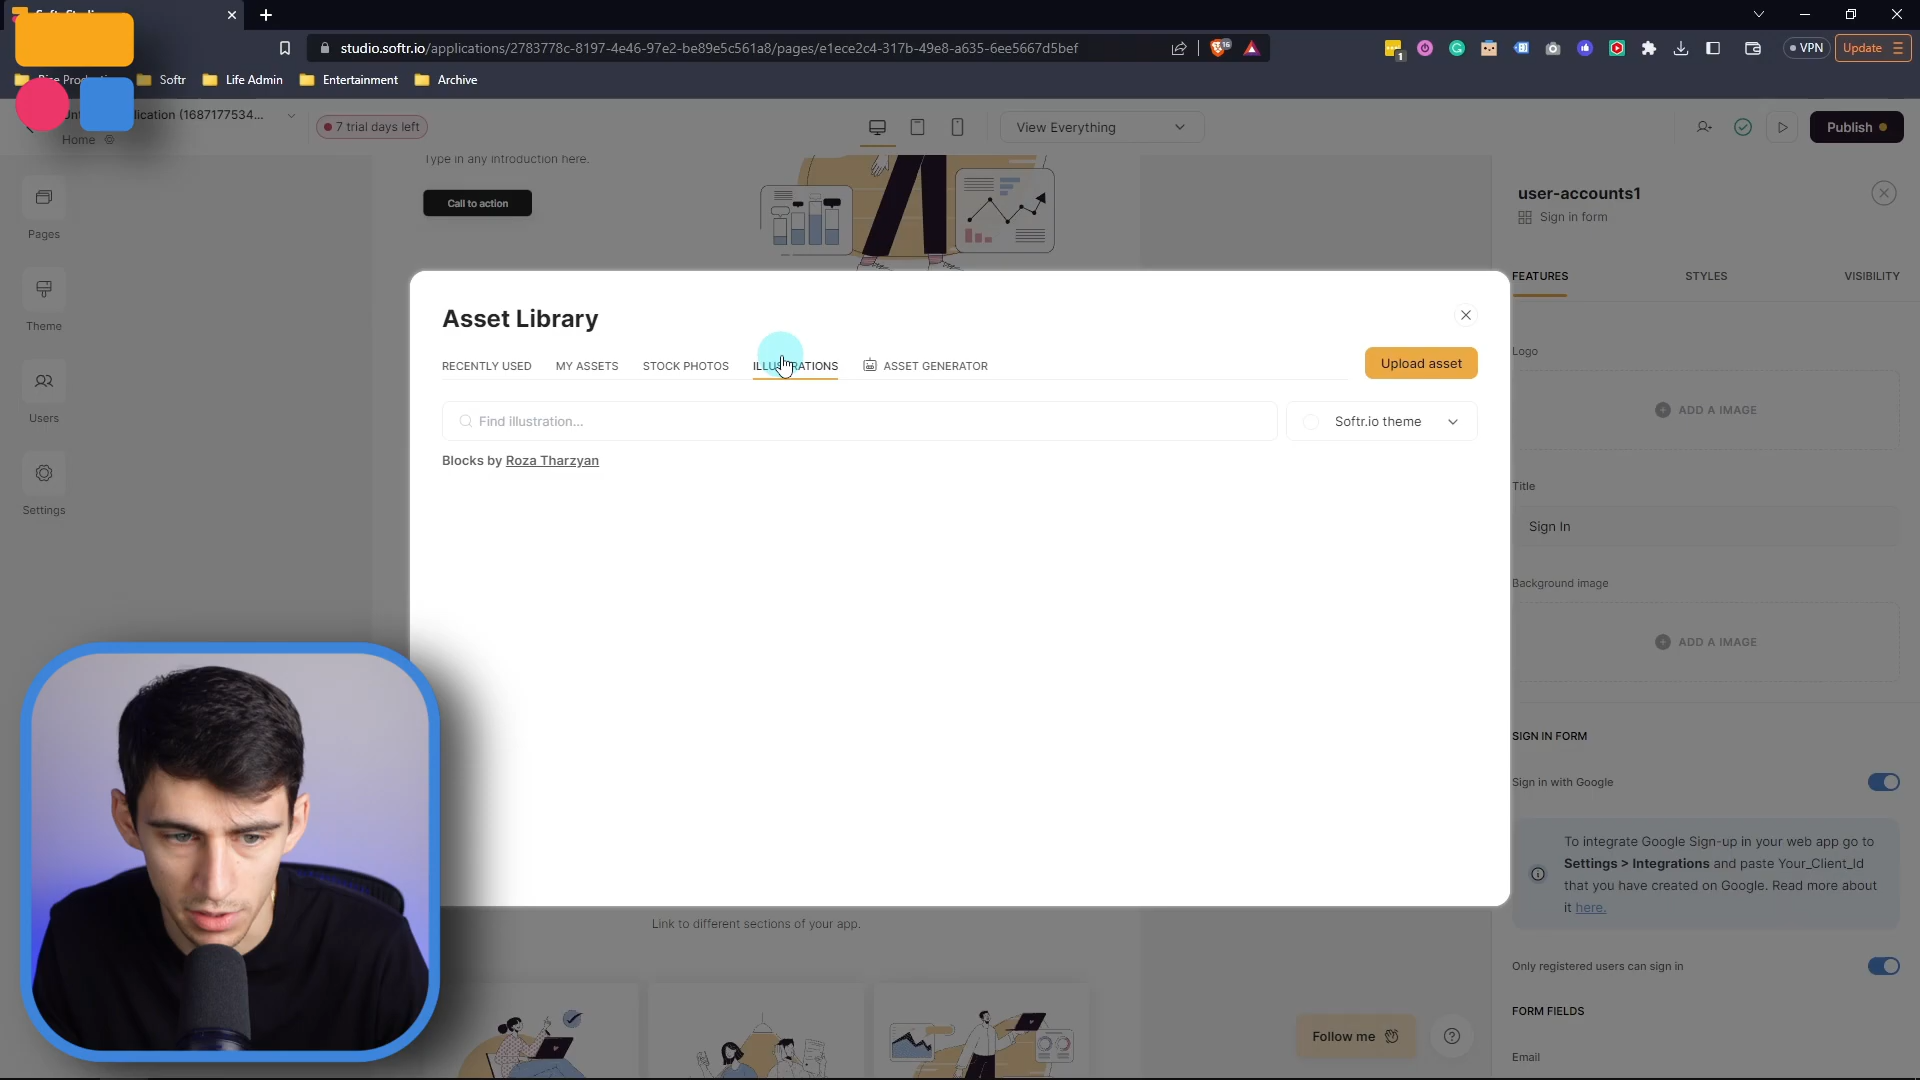 studio.softr.io/applications/2783778c-8197-4e46-97e2-be89e5c561a8/pages/e1ece2c4-317b-49e8-a635-6ee5667d5bef
16
1
VPN
Update
Softr
Life Admin
Entertainment
Archive
(1687177534...
Home
7 trial days left
View Everything
Publish
Type in any introduction here.
Call to action
Pages
Theme
Users
Settings
Asset Library
RECENTLY USED
MY ASSETS
STOCK PHOTOS
ILLUSTRATIONS
ASSET GENERATOR
Upload asset
Find illustration...
Softr.io theme
Blocks by Roza Tharzyan
Link to different sections of your app.
user-accounts1
Sign in form
FEATURES
STYLES
VISIBILITY
Logo
ADD A IMAGE
Title
Sign In
Background image
ADD A IMAGE
SIGN IN FORM
Sign in with Google
To integrate Google Sign-up in your web app go to
Settings > Integrations and paste Your_Client_Id
that you have created on Google. Read more about
it here.
Only registered users can sign in
FORM FIELDS
Email
Follow me